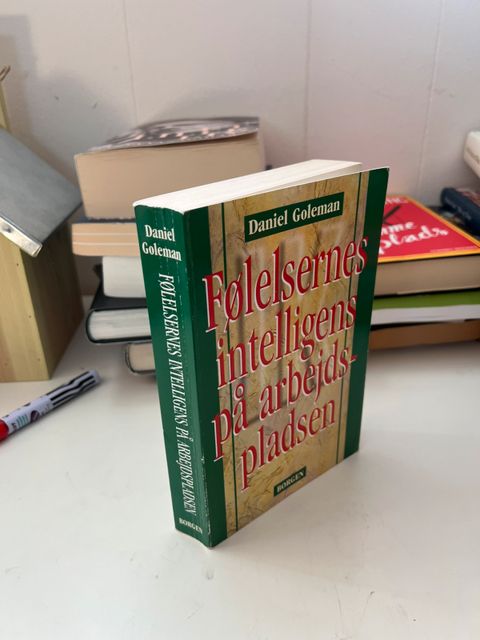 Daniel
Goleman
FØLELSERNES INTELLIGENS PÅ ARBEJDSPLADSEN
BORGEN
Daniel Goleman
Følelsernes
intelligens
på arbejds-
pladsen
BORGEN